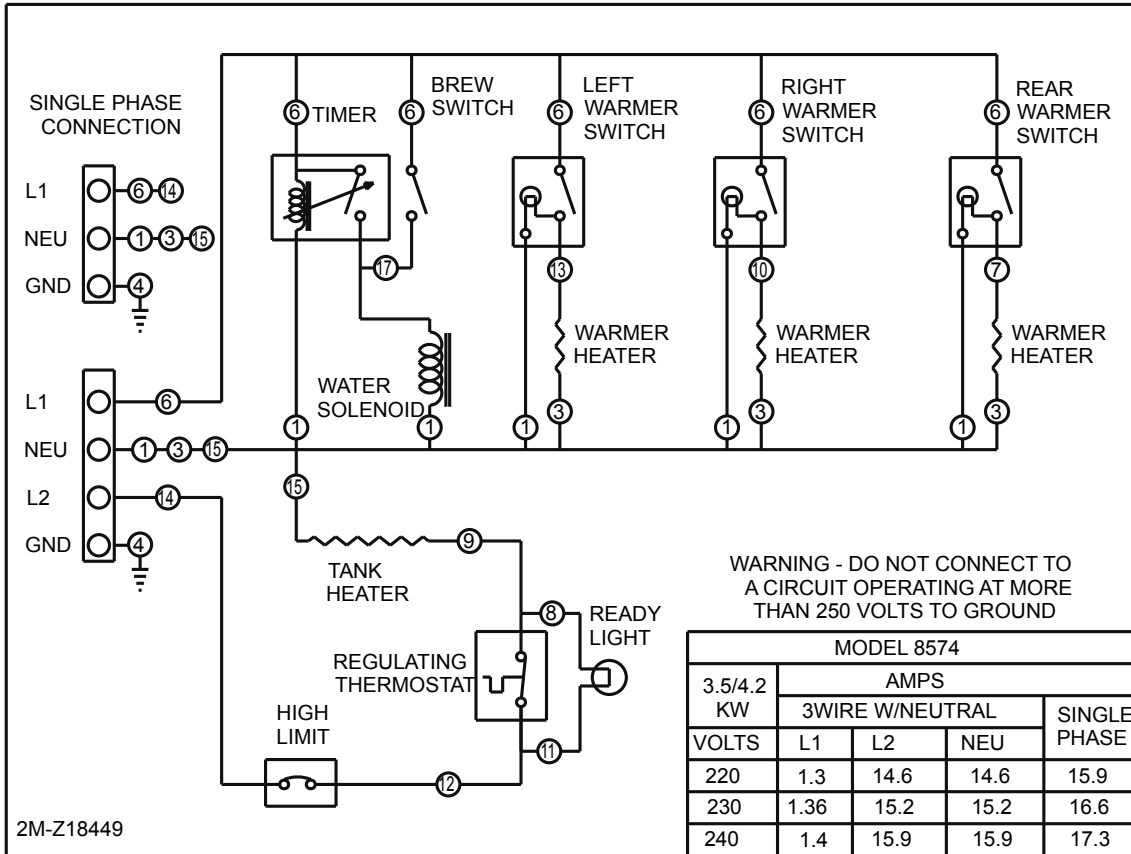 SINGLE PHASE
CONNECTION
L1
6
14
NEU
1
3
15
GND
4
6
TIMER
6
BREW
SWITCH
6
LEFT
WARMER
SWITCH
6
RIGHT
WARMER
SWITCH
6
REAR
WARMER
SWITCH
17
13
10
7
WATER
SOLENOID
WARMER
HEATER
WARMER
HEATER
WARMER
HEATER
1
1
1
3
1
3
1
3
L1
6
NEU
1
3
15
L2
14
GND
4
15
TANK
HEATER
9
8
READY
LIGHT
REGULATING
THERMOSTAT
11
HIGH
LIMIT
12
2M-Z18449
WARNING - DO NOT CONNECT TO
A CIRCUIT OPERATING AT MORE
THAN 250 VOLTS TO GROUND
MODEL 8574
3.5/4.2
KW
AMPS
3WIRE W/NEUTRAL
SINGLE
PHASE
VOLTS L1 L2 NEU
220 1.3 14.6 14.6 15.9
230 1.36 15.2 15.2 16.6
240 1.4 15.9 15.9 17.3